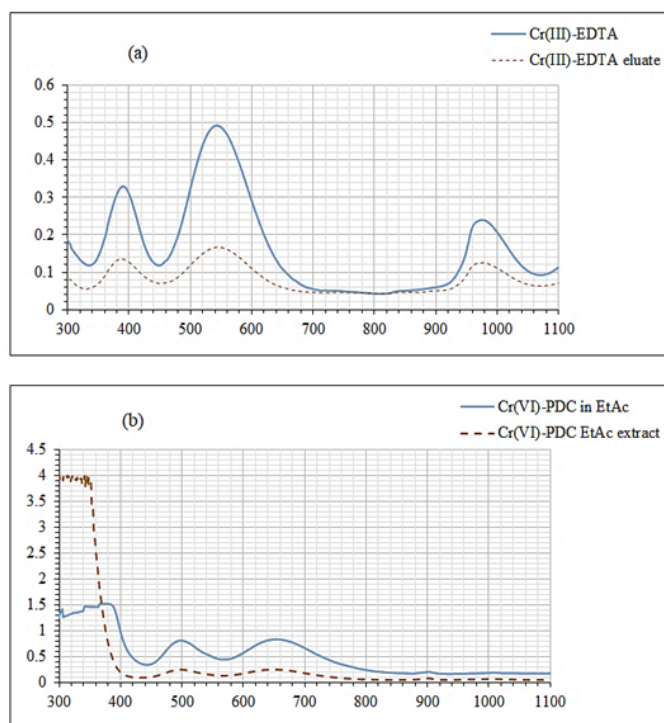 (a)
Cr(III)-EDTA
Cr(III)-EDTA eluate
0.6
0.5
0.4
0.3
0.2
0.1
0
300 400 500 600 700 800 900 1000 1100
(b)
Cr(VI)-PDC in EtAc
Cr(VI)-PDC EtAc extract
4.5
4
3.5
3
2.5
2
1.5
1
0.5
0
300 400 500 600 700 800 900 1000 1100